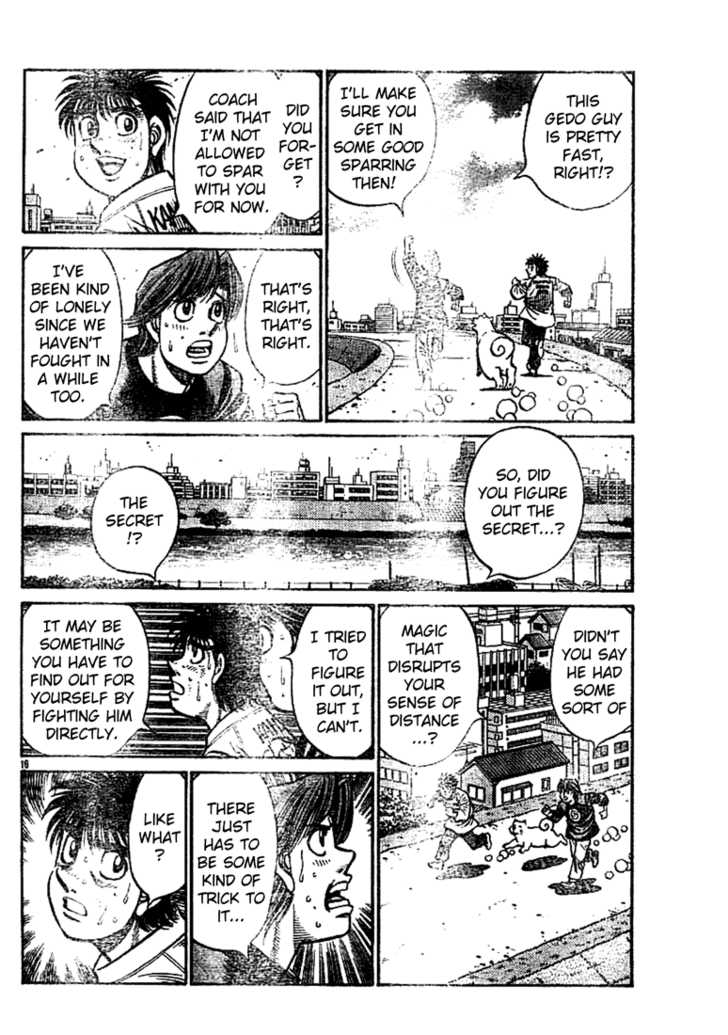 THIS
GEDO GUY
IS PRETTY
FAST,
RIGHT!?
I'LL MAKE
SURE YOU
GET IN
SOME GOOD
SPARRING
THEN!
DID
YOU
FOR-
GET
?
COACH
SAID THAT
I'M NOT
ALLOWED
TO SPAR
WITH YOU
FOR NOW.
KAM
THAT'S
RIGHT,
THAT'S
RIGHT.
I'VE
BEEN KIND
OF LONELY
SINCE WE
HAVEN'T
FOUGHT IN
A WHILE
TOO.
SO, DID
YOU FIGURE
OUT THE
SECRET...?
THE
SECRET
!?
DIDN'T
YOU SAY
HE HAD
SOME
SORT OF
MAGIC
THAT
DISRUPTS
YOUR
SENSE OF
DISTANCE
...?
I TRIED
TO
FIGURE
IT OUT,
BUT I
CAN'T.
IT MAY BE
SOMETHING
YOU HAVE TO
FIND OUT FOR
YOURSELF BY
FIGHTING HIM
DIRECTLY.
16
THERE
JUST
HAS TO
BE SOME
KIND OF
TRICK TO
IT...
LIKE
WHAT
?